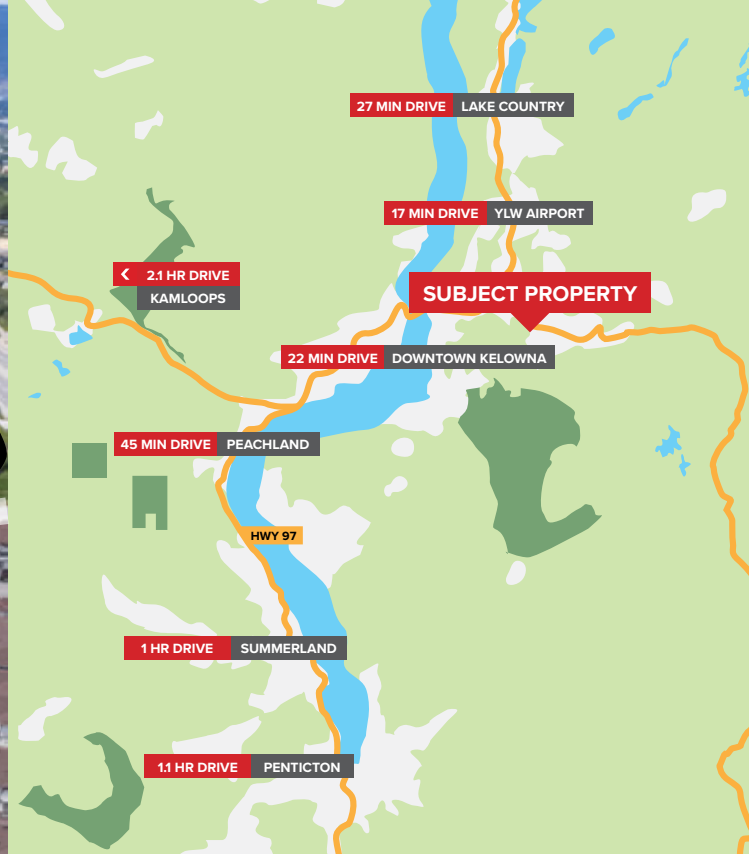 27 MIN DRIVE LAKE COUNTRY
17 MIN DRIVE YLW AIRPORT
2.1 HR DRIVE
KAMLOOPS
SUBJECT PROPERTY
22 MIN DRIVE DOWNTOWN KELOWNA
45 MIN DRIVE PEACHLAND
HWY 97
1 HR DRIVE SUMMERLAND
1.1 HR DRIVE PENTICTON